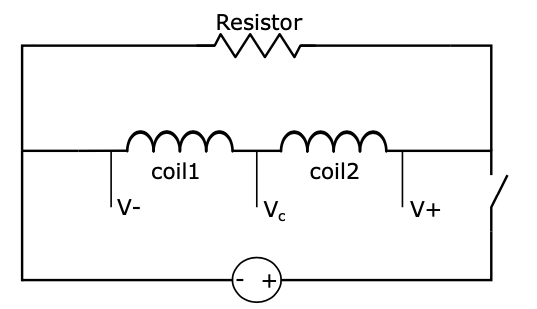 Resistor
coil1
coil2
V-
Vc
V+
- +